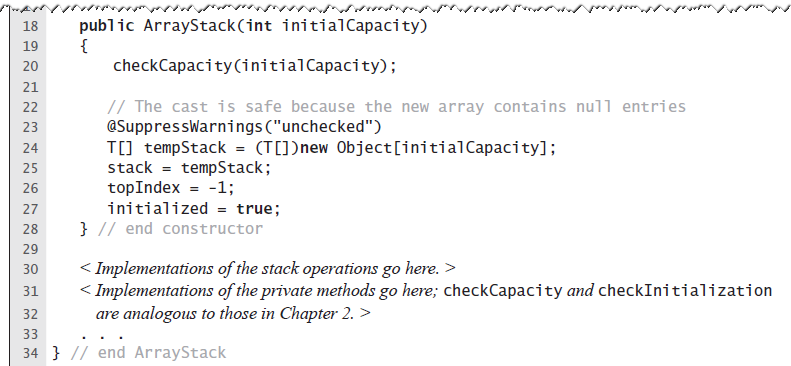 18 public ArrayStack(int initialCapacity)
19 {
20 checkCapacity(initialCapacity);
21
22 // The cast is safe because the new array contains null entries
23 @SuppressWarnings("unchecked")
24 T[] tempStack = (T[])new Object[initialCapacity];
25 stack = tempStack;
26 topIndex = -1;
27 initialized = true;
28 } // end constructor
29
30 < Implementations of the stack operations go here. >
31 < Implementations of the private methods go here; checkCapacity and checkInitialization
32 are analogous to those in Chapter 2. >
33 . . .
34 } // end ArrayStack